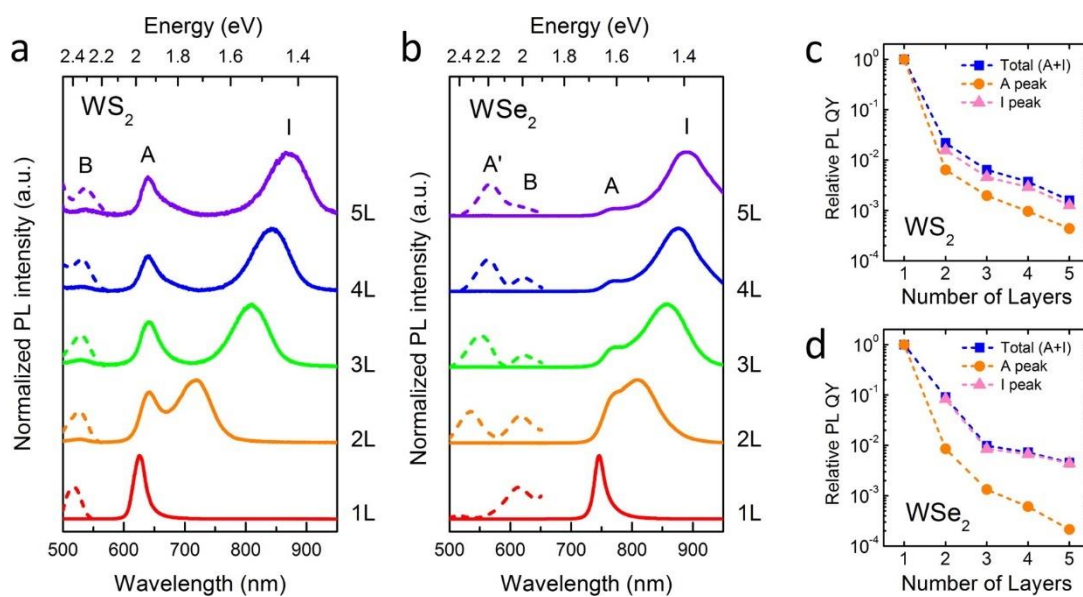 a
Energy (eV)
2.4 2.2 2 1.8 1.6 1.4
WS2
B A I
5L
4L
3L
2L
1L
Normalized PL intensity (a.u.)
500 600 700 800 900
Wavelength (nm)
b
Energy (eV)
2.4 2.2 2 1.8 1.6 1.4
WSe2
A' B A I
5L
4L
3L
2L
1L
Normalized PL intensity (a.u.)
500 600 700 800 900
Wavelength (nm)
c
Total (A+I)
A peak
I peak
10^0
10^-1
10^-2
10^-3
10^-4
Relative PL QY
WS2
1 2 3 4 5
Number of Layers
d
Total (A+I)
A peak
I peak
10^0
10^-1
10^-2
10^-3
10^-4
Relative PL QY
WSe2
1 2 3 4 5
Number of Layers